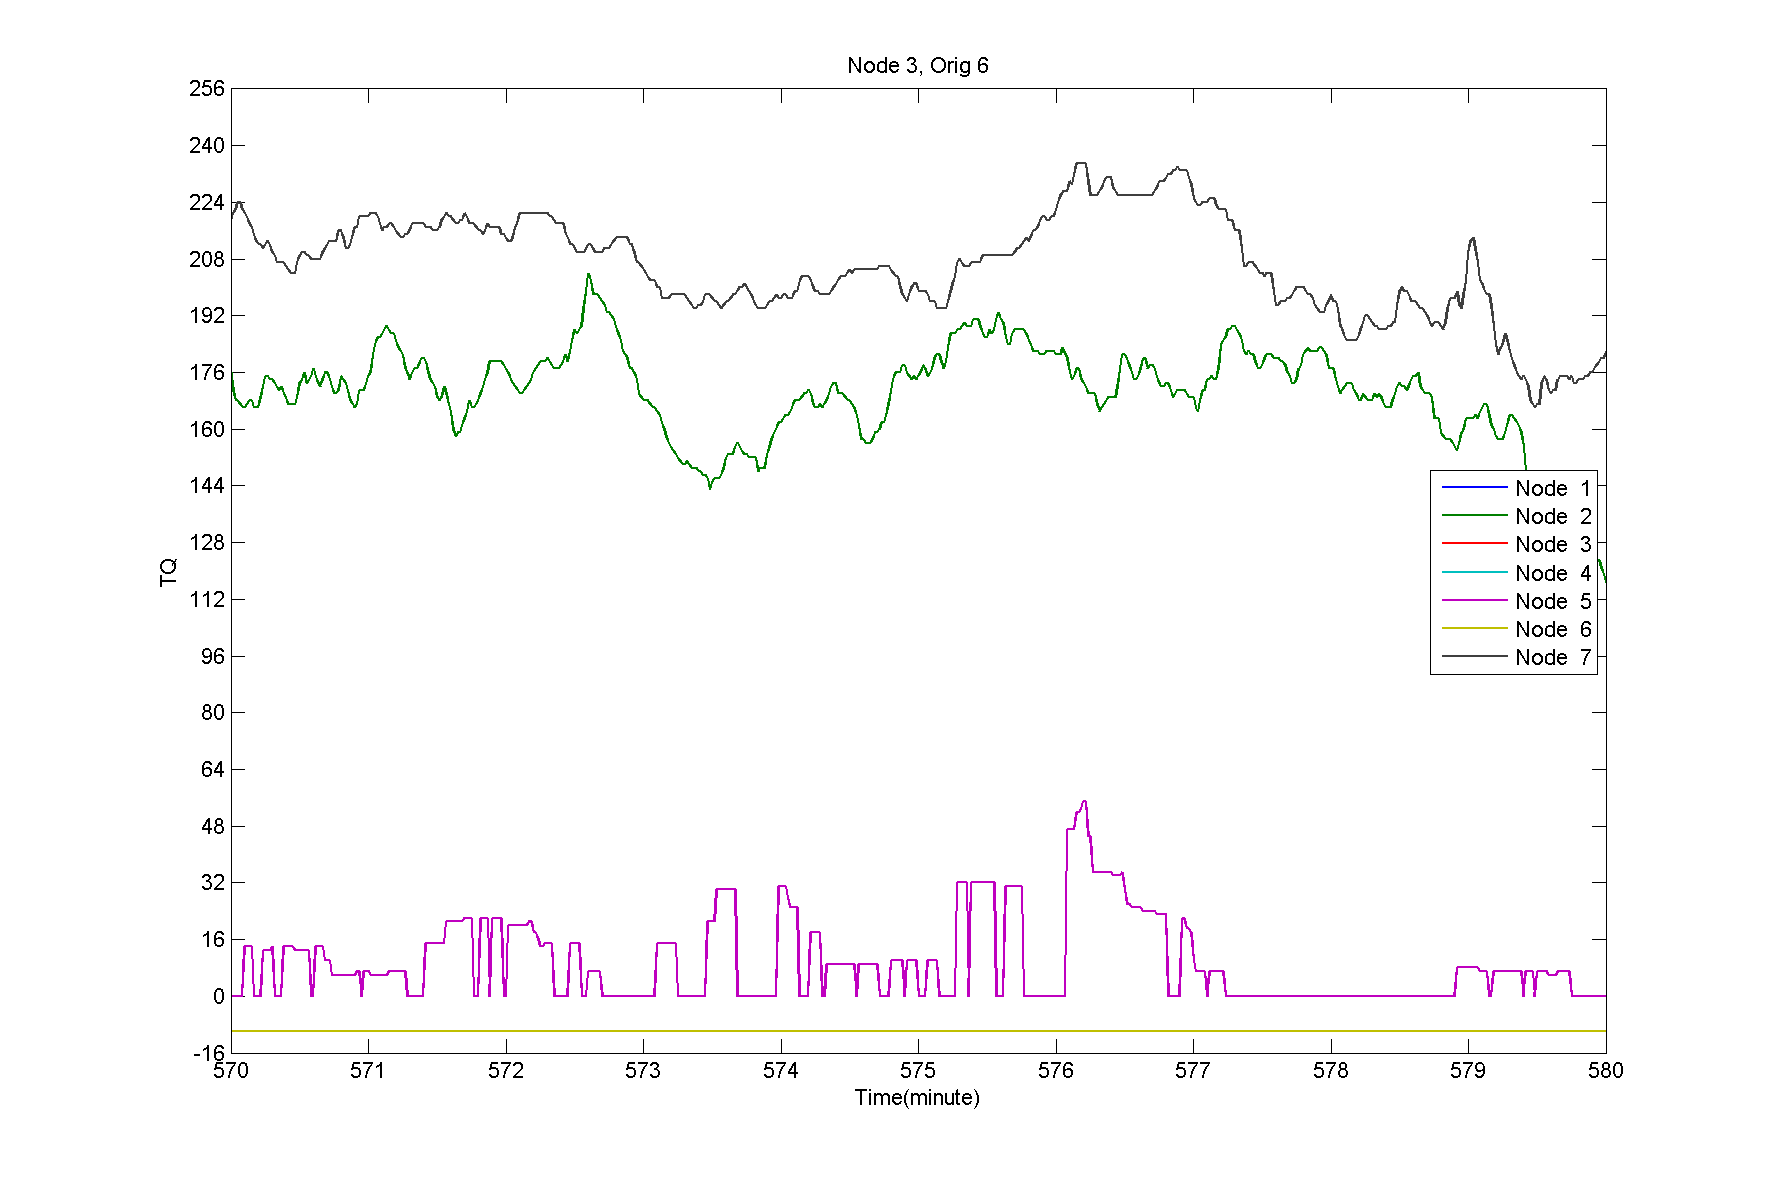 Node 3, Orig 6
256
240
224
208
192
176
160
144
128
112
96
80
64
48
32
16
0
-16
TQ
Node 1
Node 2
Node 3
Node 4
Node 5
Node 6
Node 7
570 571 572 573 574 575 576 577 578 579 580
Time(minute)